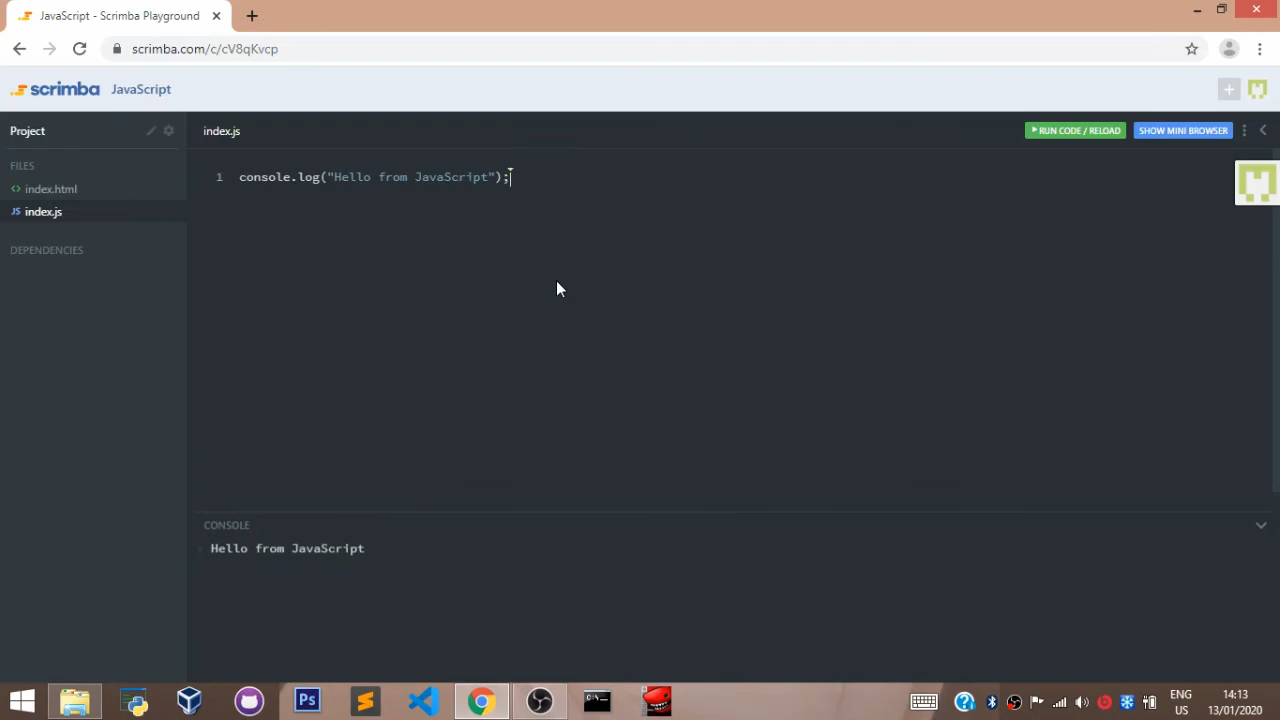 JavaScript - Scrimba Playground
scrimba.com/c/cV8qKvcp
scrimba JavaScript
Project
index.js
RUN CODE / RELOAD
SHOW MINI BROWSER
FILES
index.html
JS index.js
DEPENDENCIES
1 console.log("Hello from JavaScript");
CONSOLE
Hello from JavaScript
Ps
ENG
US
14:13
13/01/2020